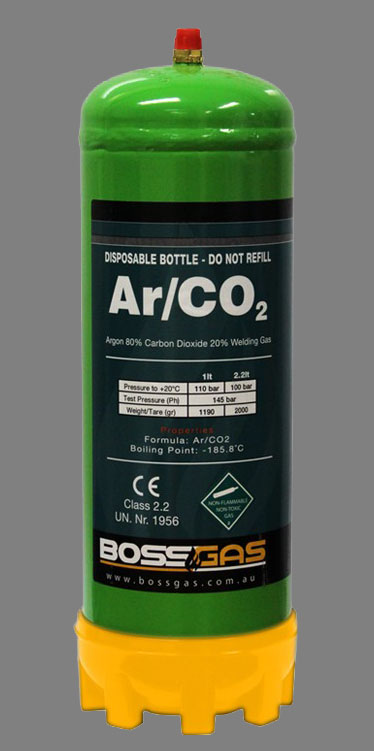 DISPOSABLE BOTTLE - DO NOT REFILL
Ar/CO2
Argon 80% Carbon Dioxide 20% Welding Gas
1lt 2.2lt
Pressure to +20°C 110 bar 100 bar
Test Pressure (Ph) 145 bar
Weight/Tare (gr) 1190 2000
Properties
Formula: Ar/CO2
Boiling Point: -185.8°C
CE
Class 2.2
UN. Nr. 1956
NON-FLAMMABLE
NON-TOXIC
GAS
BOSSGAS
www.bossgas.com.au